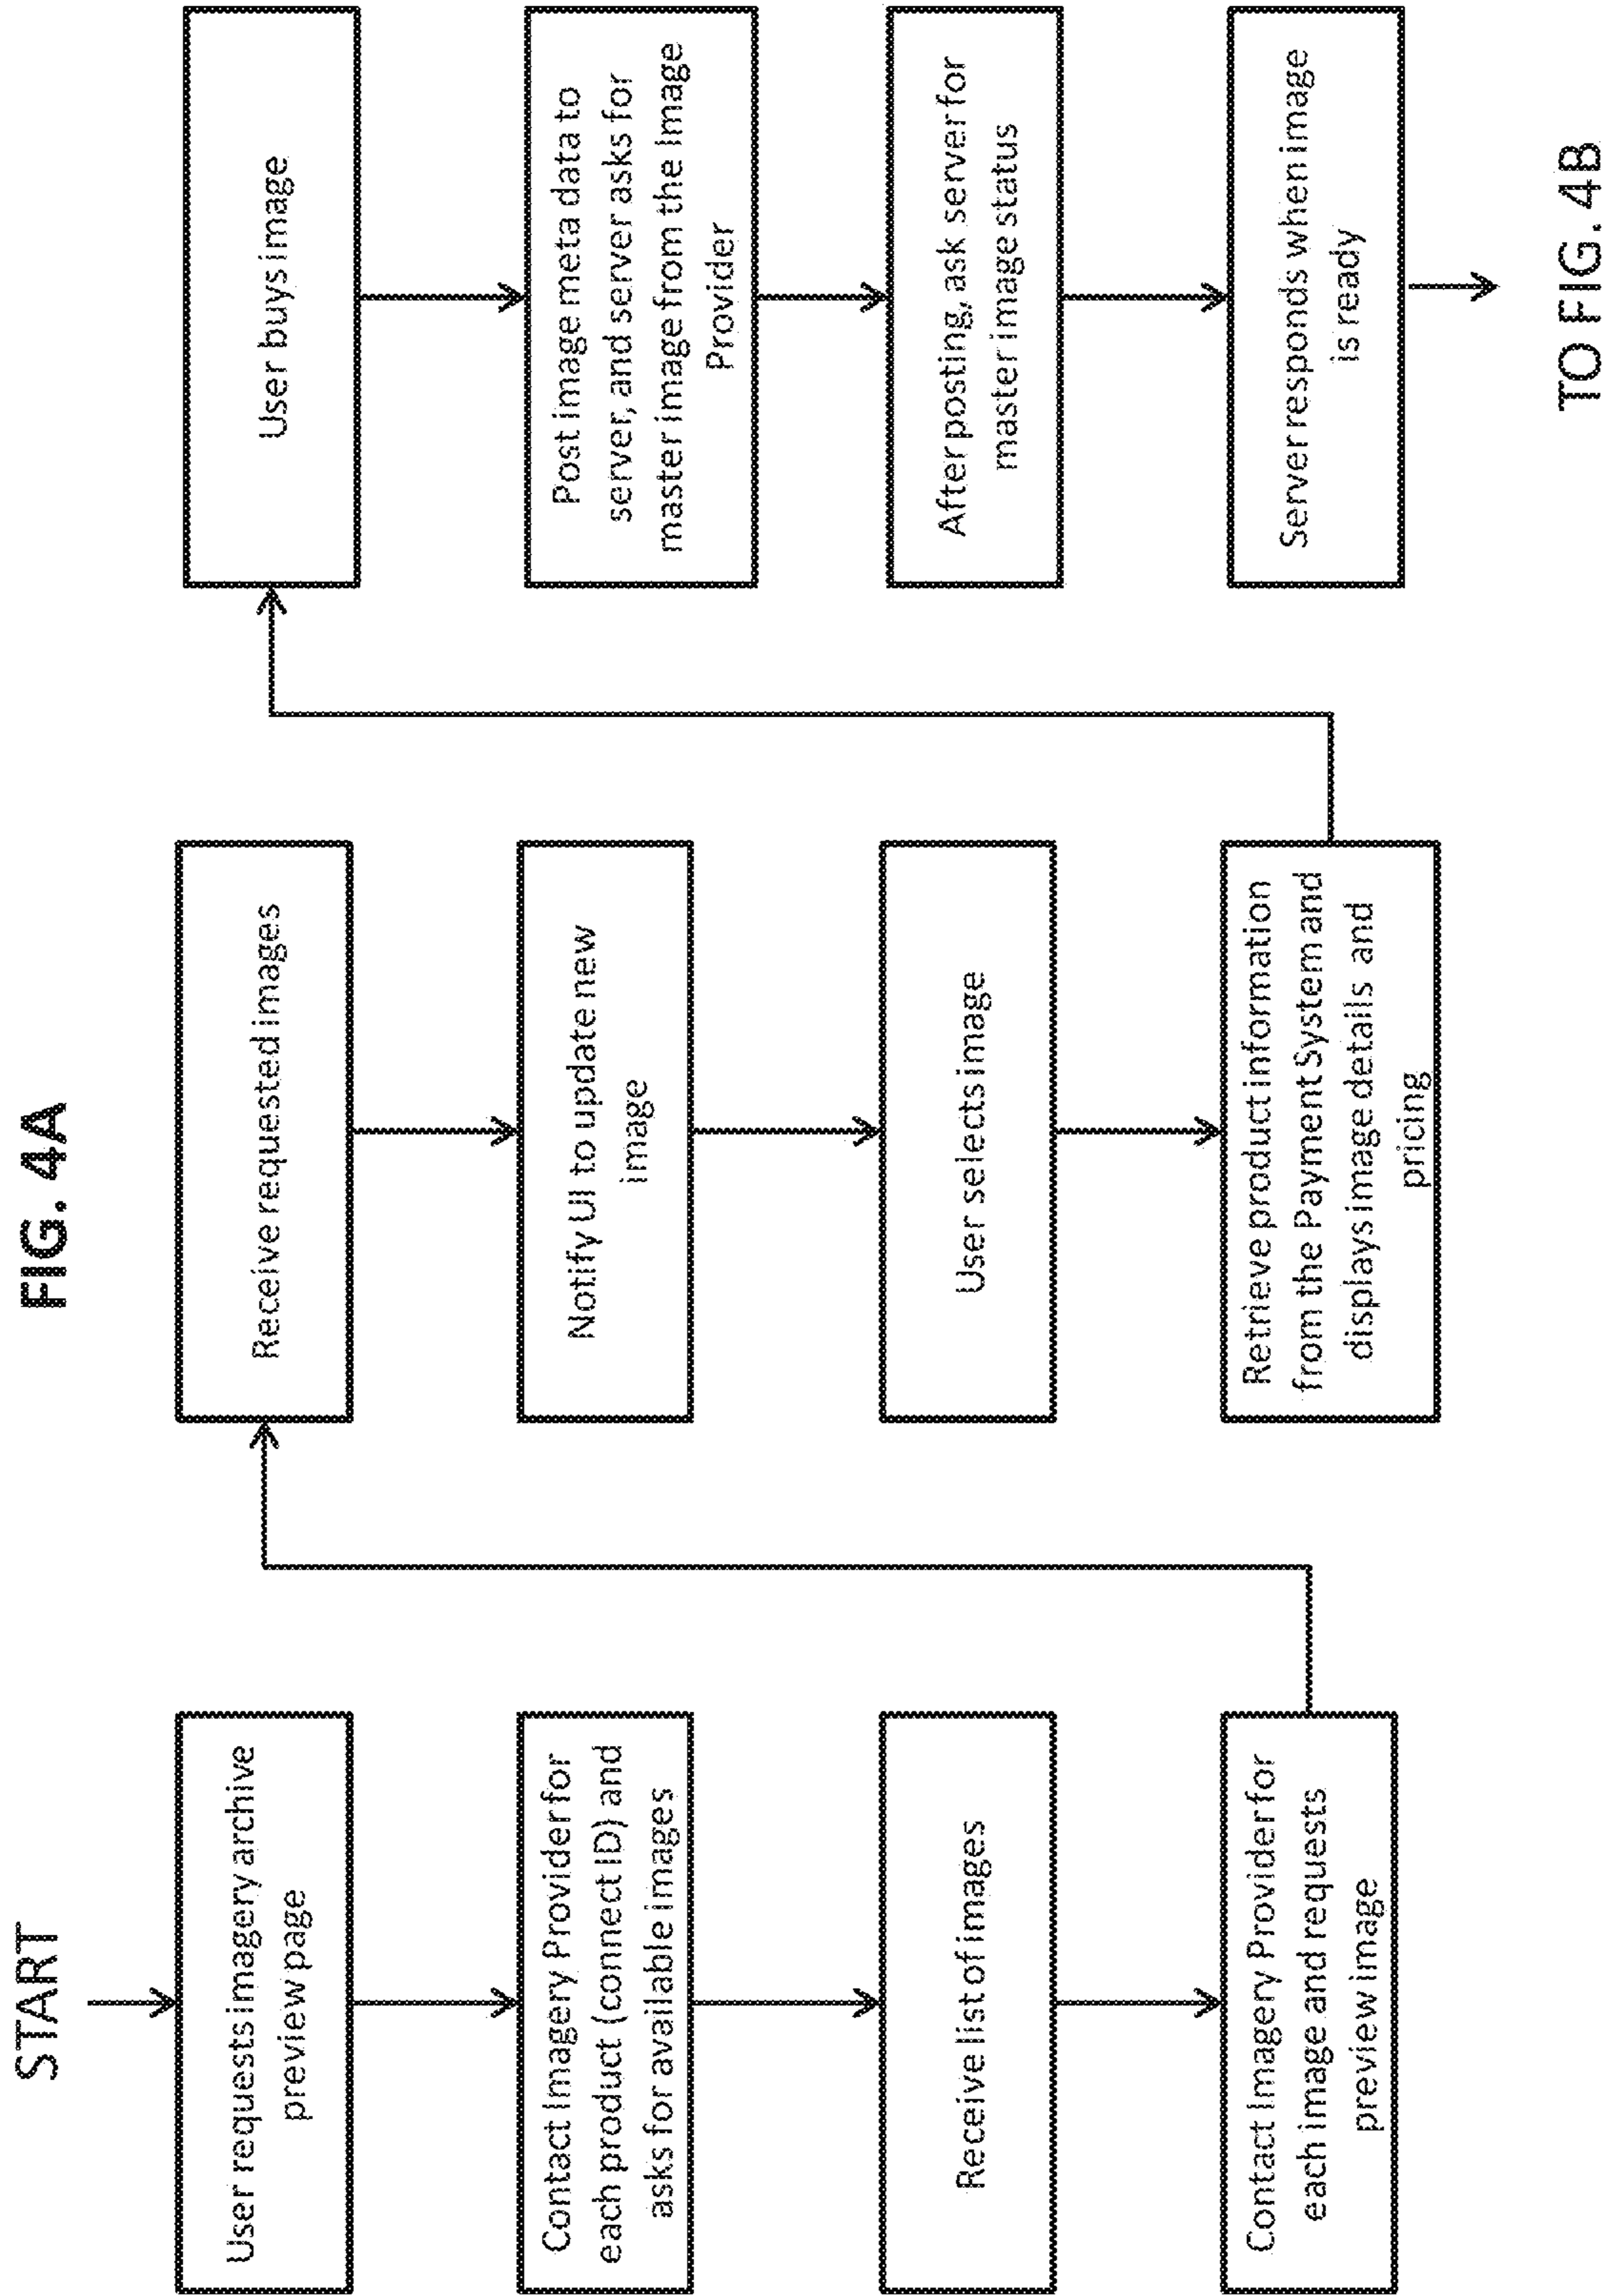 FIG. 4A
START
User requests imagery archive
preview page
Contact Imagery Provider for
each product (connect ID) and
asks for available images
Receive list of images
Contact Imagery Provider for
each image and requests
preview image
Receive requested images
Notify UI to update new
image
User selects image
Retrieve product information
from the Payment System and
displays image details and
pricing
User buys image
Post image meta data to
server, and server asks for
master image from the Image
Provider
After posting, ask server for
master image status
Server responds when image
is ready
TO FIG. 4B